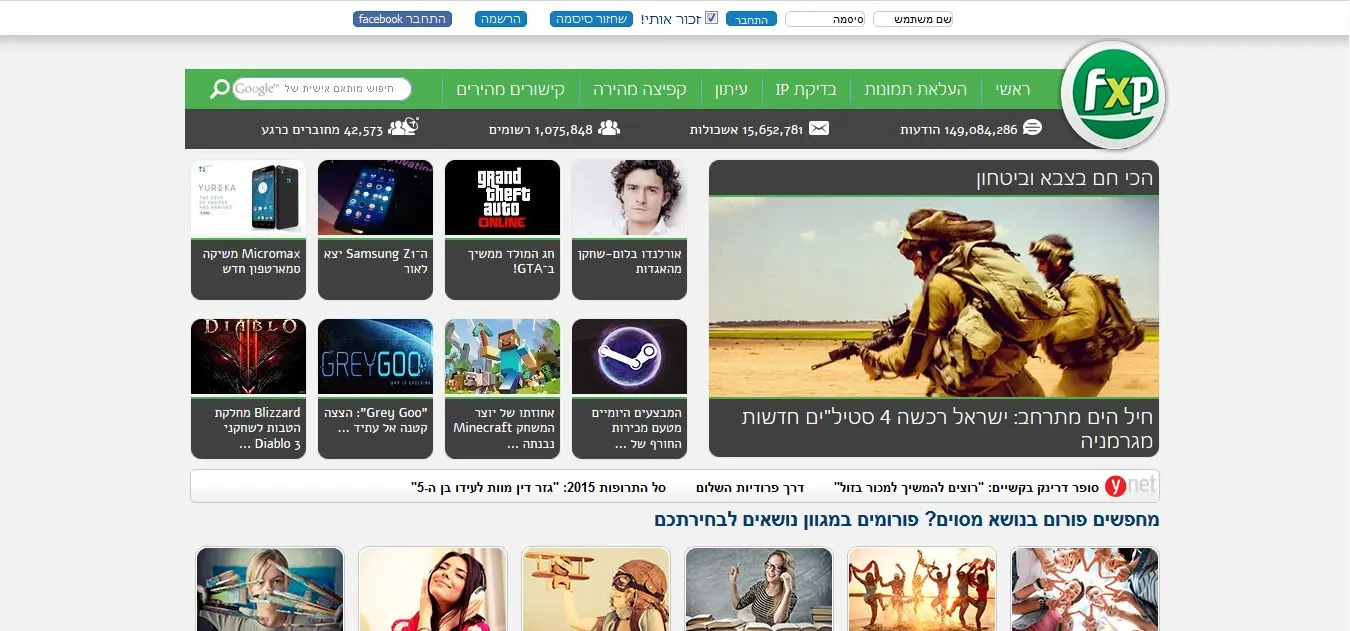 שם משתמש
סיסמה
התחבר
זכור אותי!
שחזור סיסמה
הרשמה
התחבר facebook
fxp
ראשי
העלאת תמונות
בדיקת IP
עיתון
קפיצה מהירה
קישורים מהירים
Google™ חיפוש מותאם אישית של
149,084,286 הודעות
15,652,781 אשכולות
1,075,848 רשומים
42,573 מחוברים כרגע
הכי חם בצבא וביטחון
חיל הים מתרחב: ישראל רכשה 4 סטיל"ים חדשות
מגרמניה
אורלנדו בלום-שחקן
מהאגדות
grand
theft
auto
ONLINE
חג המולד ממשיך
ב-GTA!
ה-Samsung Z1 יצא
לאור
YUREKA
Micromax משיקה
סמארטפון חדש
המבצעים היומיים
מטעם מכירות
החורף של ...
אחוזתו של יוצר
המשחק Minecraft
נבנתה ...
GREYGOO
"Grey Goo": הצצה
קטנה אל עתיד ...
DIABLO
Blizzard מחלקת
הטבות לשחקני
Diablo 3 ...
ynet
סופר דרינק בקשיים: "רוצים להמשיך למכור בזול"
דרך פרודיות השלום
סל התרופות 2015: "גזר דין מוות לעידו בן ה-5"
מחפשים פורום בנושא מסוים? פורומים במגוון נושאים לבחירתכם